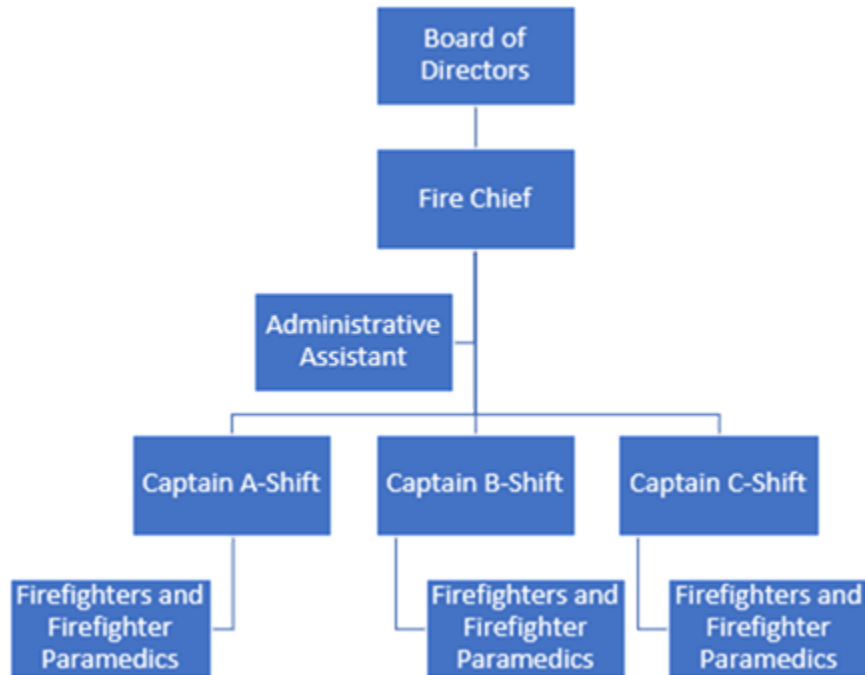 Board of
Directors
Fire Chief
Administrative
Assistant
Captain A-Shift
Captain B-Shift
Captain C-Shift
Firefighters and
Firefighter
Paramedics
Firefighters and
Firefighter
Paramedics
Firefighters and
Firefighter
Paramedics